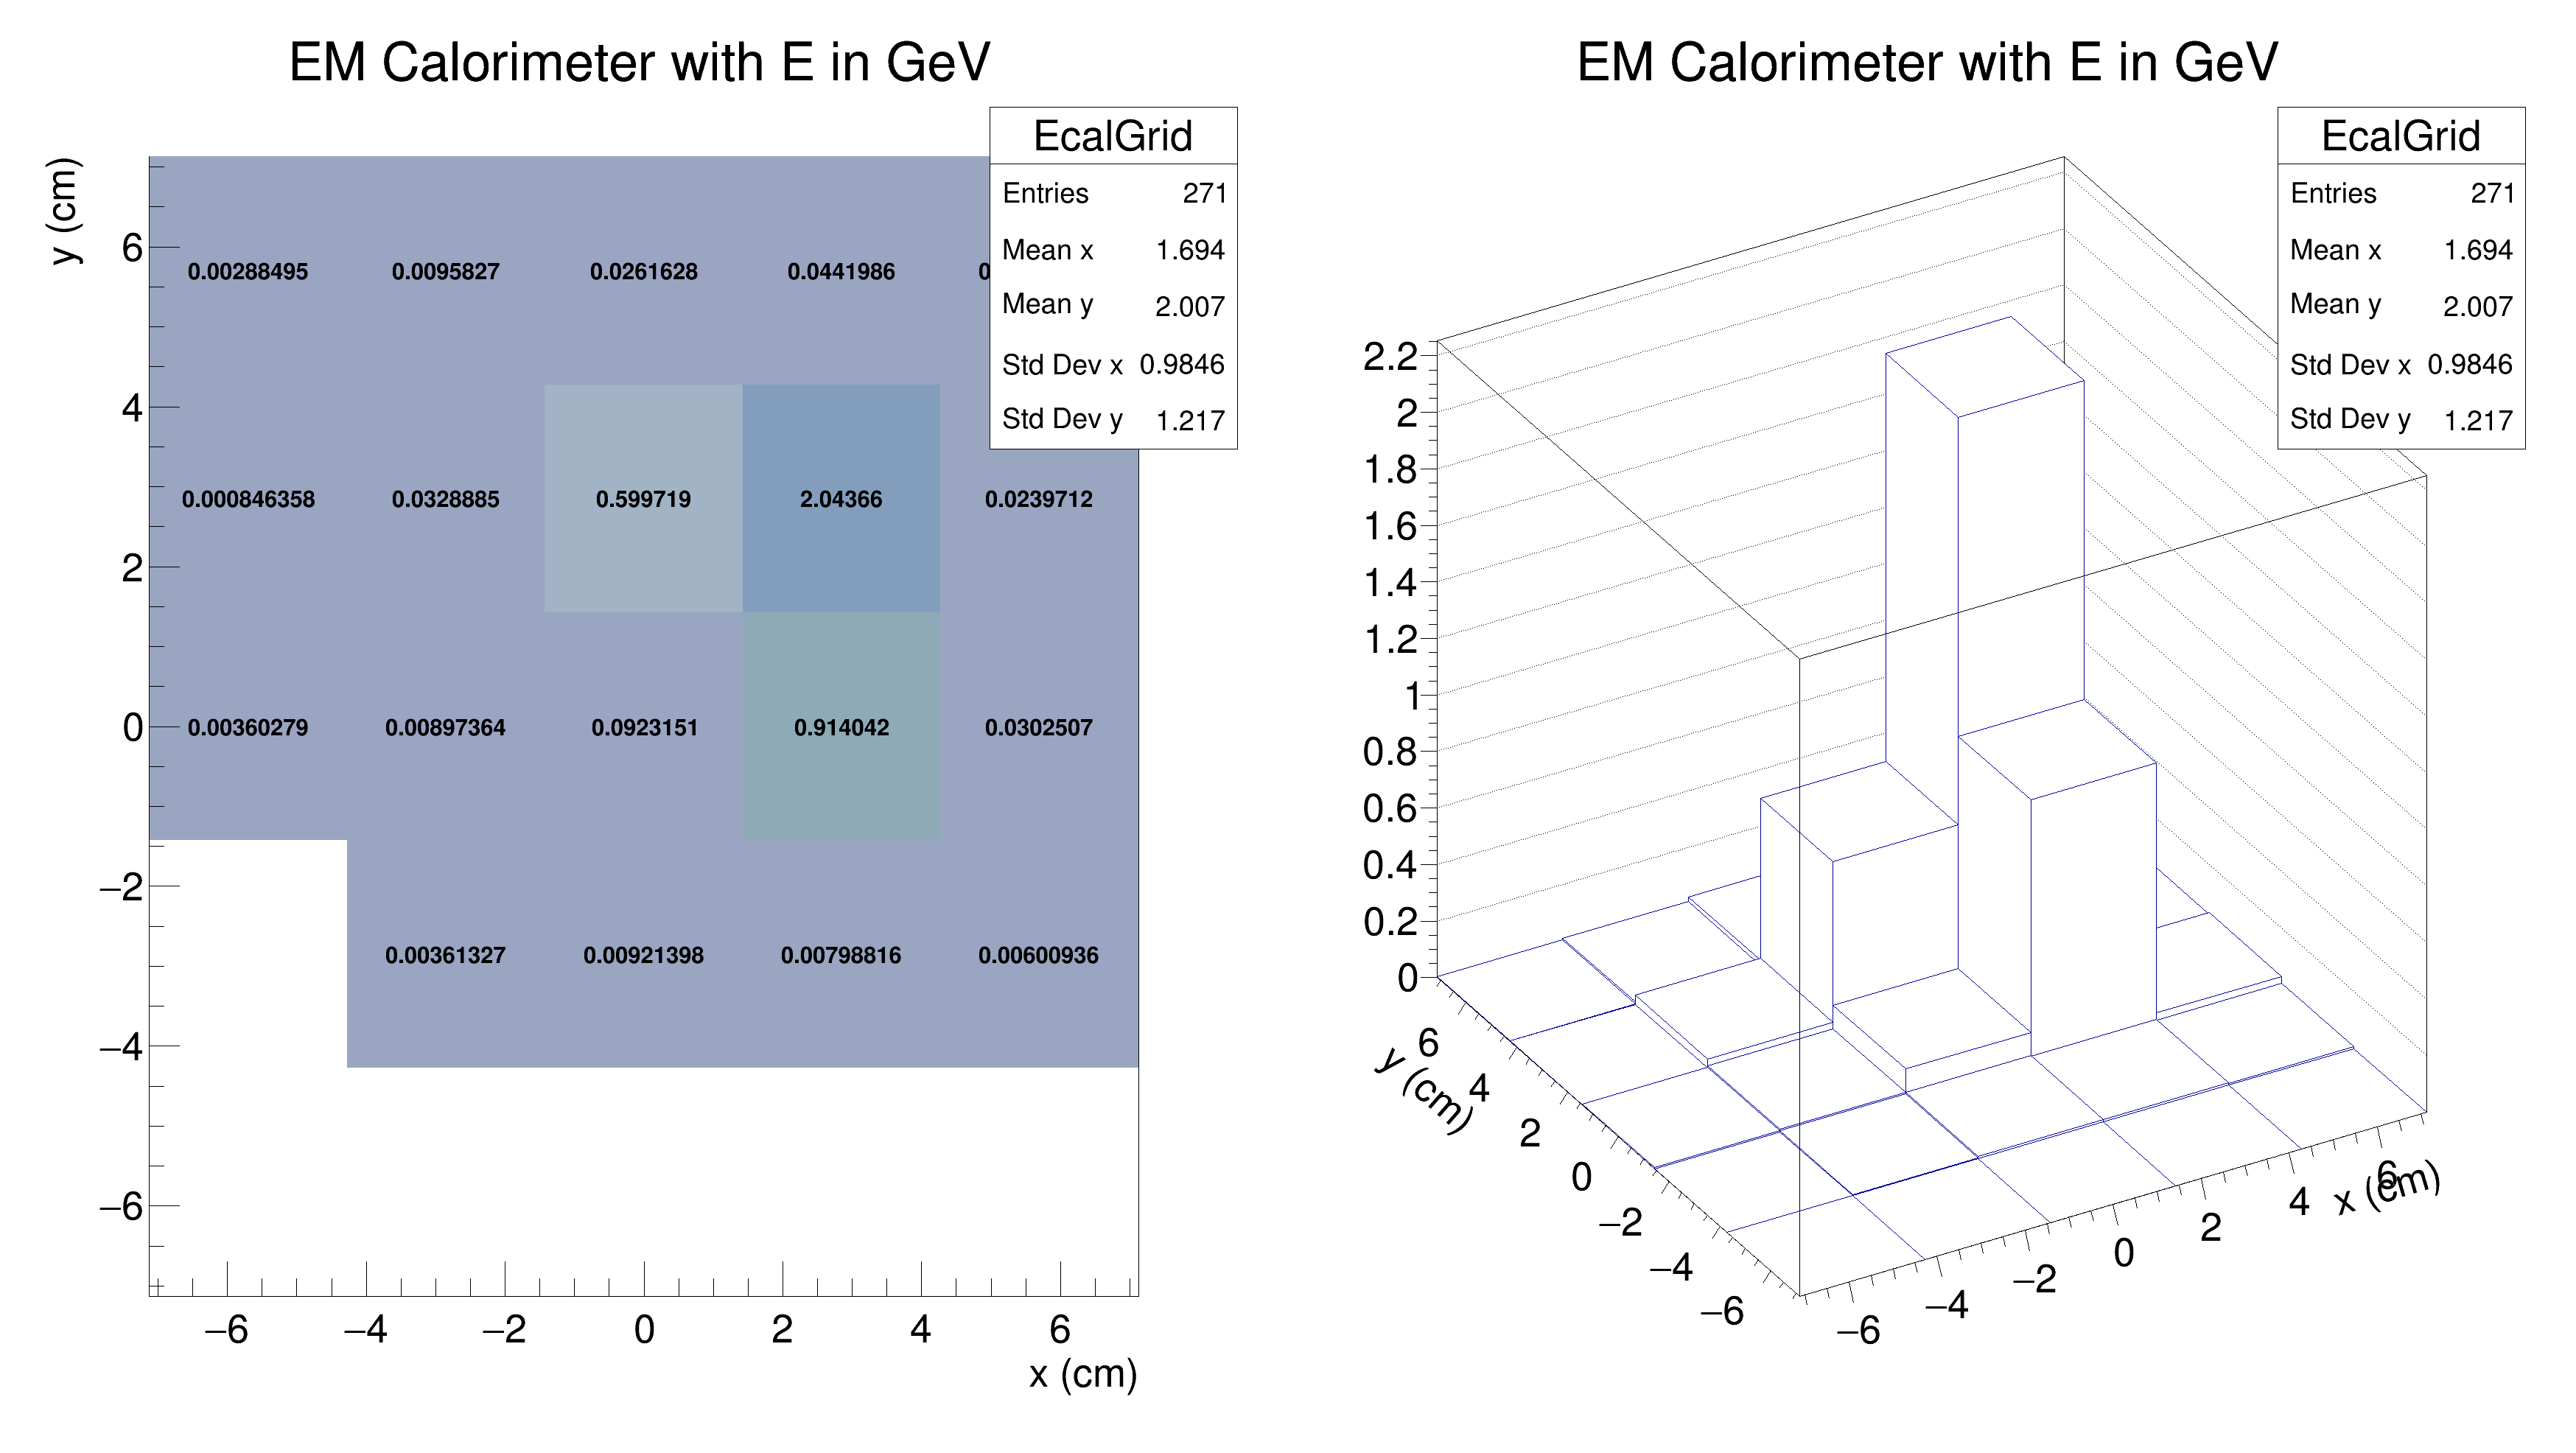 EM Calorimeter with E in GeV
EcalGrid
Entries 271
Mean x 1.694
Mean y 2.007
Std Dev x 0.9846
Std Dev y 1.217
y (cm)
6
4
2
0
−2
−4
−6
0.00288495 0.0095827 0.0261628 0.0441986 0
0.000846358 0.0328885 0.599719 2.04366 0.0239712
0.00360279 0.00897364 0.0923151 0.914042 0.0302507
0.00361327 0.00921398 0.00798816 0.00600936
−6 −4 −2 0 2 4 6
x (cm)
EM Calorimeter with E in GeV
EcalGrid
Entries 271
Mean x 1.694
Mean y 2.007
Std Dev x 0.9846
Std Dev y 1.217
2.2
2
1.8
1.6
1.4
1.2
1
0.8
0.6
0.4
0.2
0
y (cm)
6
4
2
0
−2
−4
−6
−6 −4 −2 0 2 4 6
x (cm)